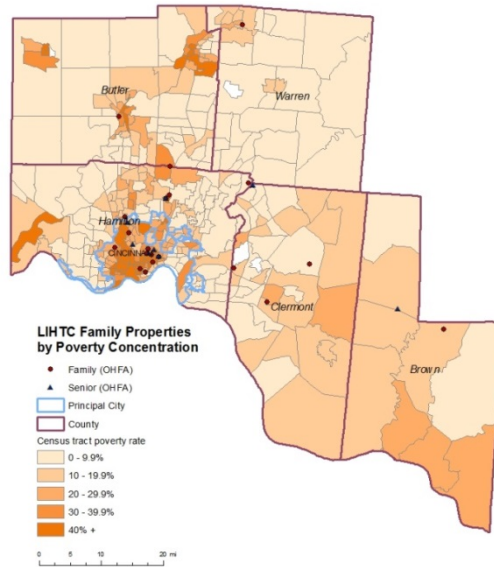 Butler
Warren
Hamilton
CINCINNATI
Clermont
Brown
LIHTC Family Properties
by Poverty Concentration
Family (OHFA)
Senior (OHFA)
Principal City
County
Census tract poverty rate
0 - 9.9%
10 - 19.9%
20 - 29.9%
30 - 39.9%
40% +
0 5 10 20 mi